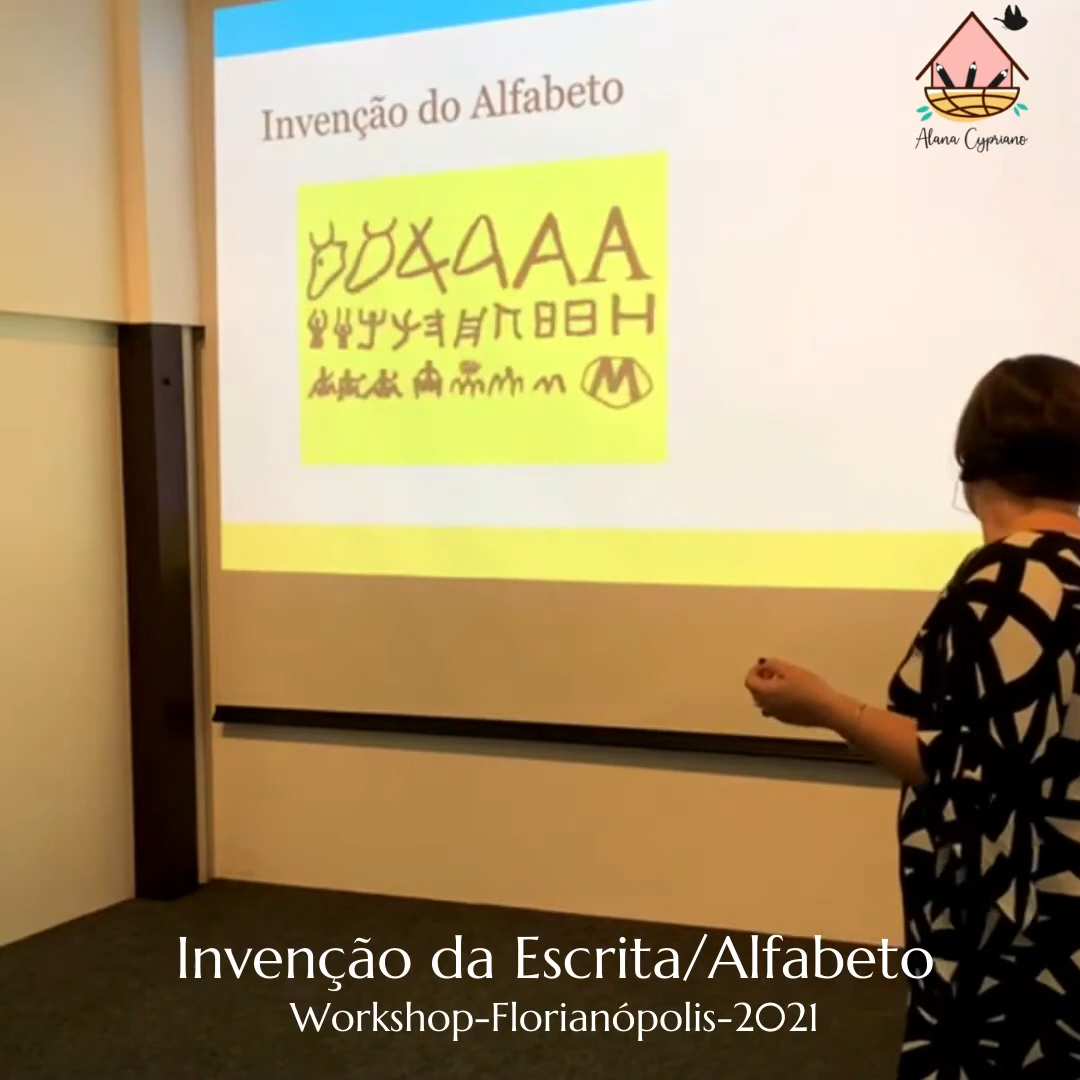 Invenção do Alfabeto
A A
H
M
Alana Cypriano
Invenção da Escrita/Alfabeto
Workshop-Florianópolis-2021